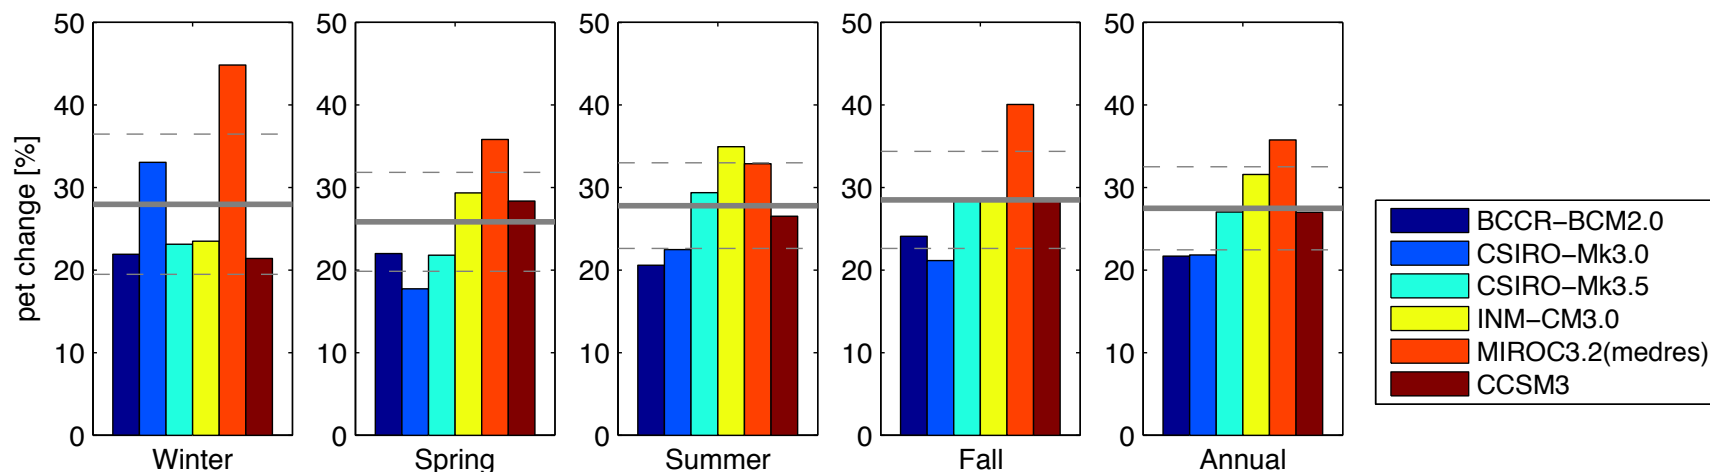 pet change [%]
50
40
30
20
10
0
Winter
50
40
30
20
10
0
Spring
50
40
30
20
10
0
Summer
50
40
30
20
10
0
Fall
50
40
30
20
10
0
Annual
BCCR−BCM2.0
CSIRO−Mk3.0
CSIRO−Mk3.5
INM−CM3.0
MIROC3.2(medres)
CCSM3